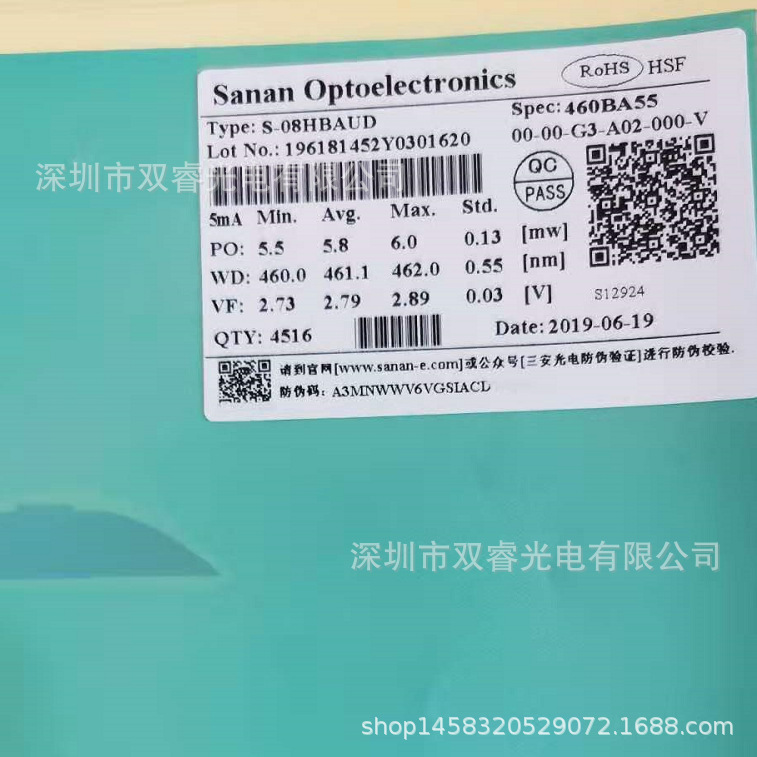 Sanan Optoelectronics RoHS HSF
Type: S-08HBAUD Spec: 460BA55
Lot No.: 196181452Y0301620 00-00-G3-A02-000-V
深圳市双睿光电有限公司
QC
PASS
5mA Min. Avg. Max. Std.
PO: 5.5 5.8 6.0 0.13 [mw]
WD: 460.0 461.1 462.0 0.55 [nm]
VF: 2.73 2.79 2.89 0.03 [V] S12924
QTY: 4516 Date: 2019-06-19
请到官网[www.sanan-e.com]或公众号[三安光电防伪验证]进行防伪校验.
防伪码: A3MNWWV6VGSIACD
深圳市双睿光电有限公司
shop1458320529072.1688.com